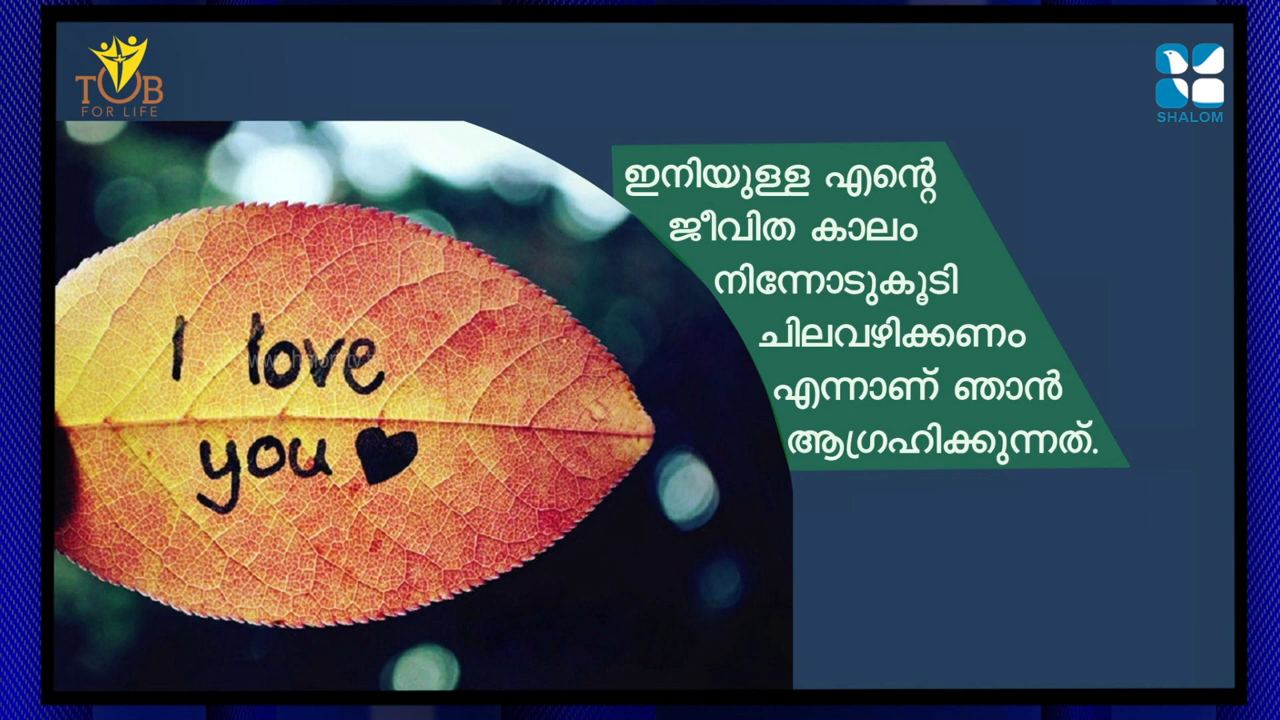 TOB
FOR LIFE
SHALOM
ഇനിയുള്ള എന്റെ
ജീവിത കാലം
നിന്നോടുകൂടി
ചിലവഴിക്കണം
എന്നാണ് ഞാൻ
ആഗ്രഹിക്കുന്നത്.
I love
you